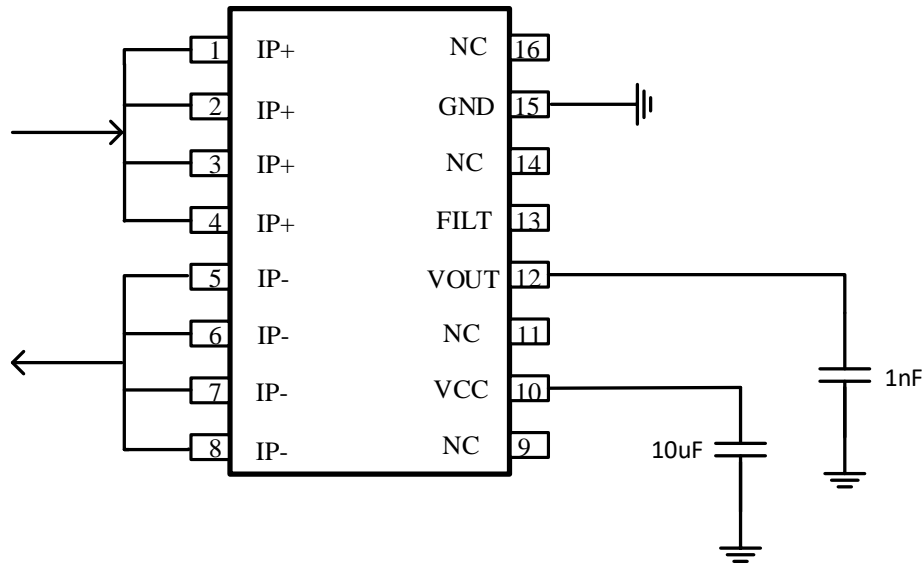 1 IP+ NC 16
2 IP+ GND 15
3 IP+ NC 14
4 IP+ FILT 13
5 IP- VOUT 12
6 IP- NC 11
7 IP- VCC 10
8 IP- NC 9
1nF
10uF